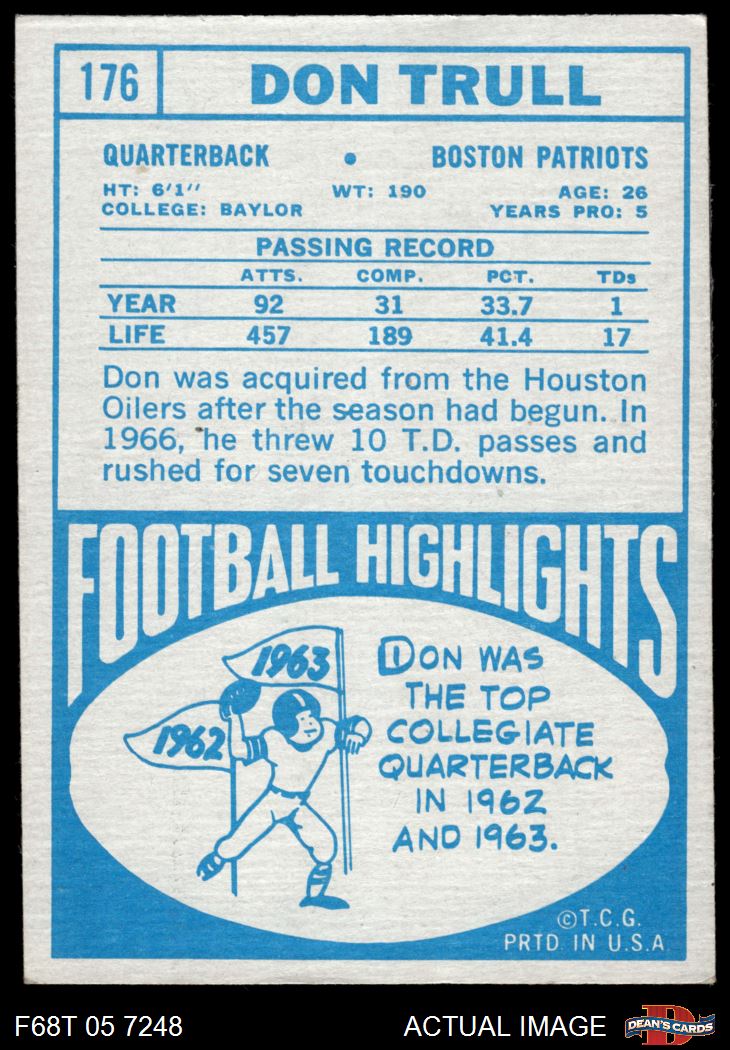 176 DON TRULL
QUARTERBACK • BOSTON PATRIOTS
HT: 6'1" WT: 190 AGE: 26
COLLEGE: BAYLOR YEARS PRO: 5
PASSING RECORD
ATTS. COMP. PCT. TDs
YEAR 92 31 33.7 1
LIFE 457 189 41.4 17
Don was acquired from the Houston
Oilers after the season had begun. In
1966, he threw 10 T.D. passes and
rushed for seven touchdowns.
FOOTBALL HIGHLIGHTS
1963
1962
DON WAS
THE TOP
COLLEGIATE
QUARTERBACK
IN 1962
AND 1963.
©T.C.G.
PRTD. IN U.S.A
F68T 05 7248 ACTUAL IMAGE
D
DEAN'S CARDS